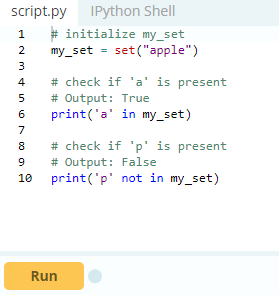 script.py IPython Shell
1 # initialize my_set
2 my_set = set("apple")
3
4 # check if 'a' is present
5 # Output: True
6 print('a' in my_set)
7
8 # check if 'p' is present
9 # Output: False
10 print('p' not in my_set)
Run